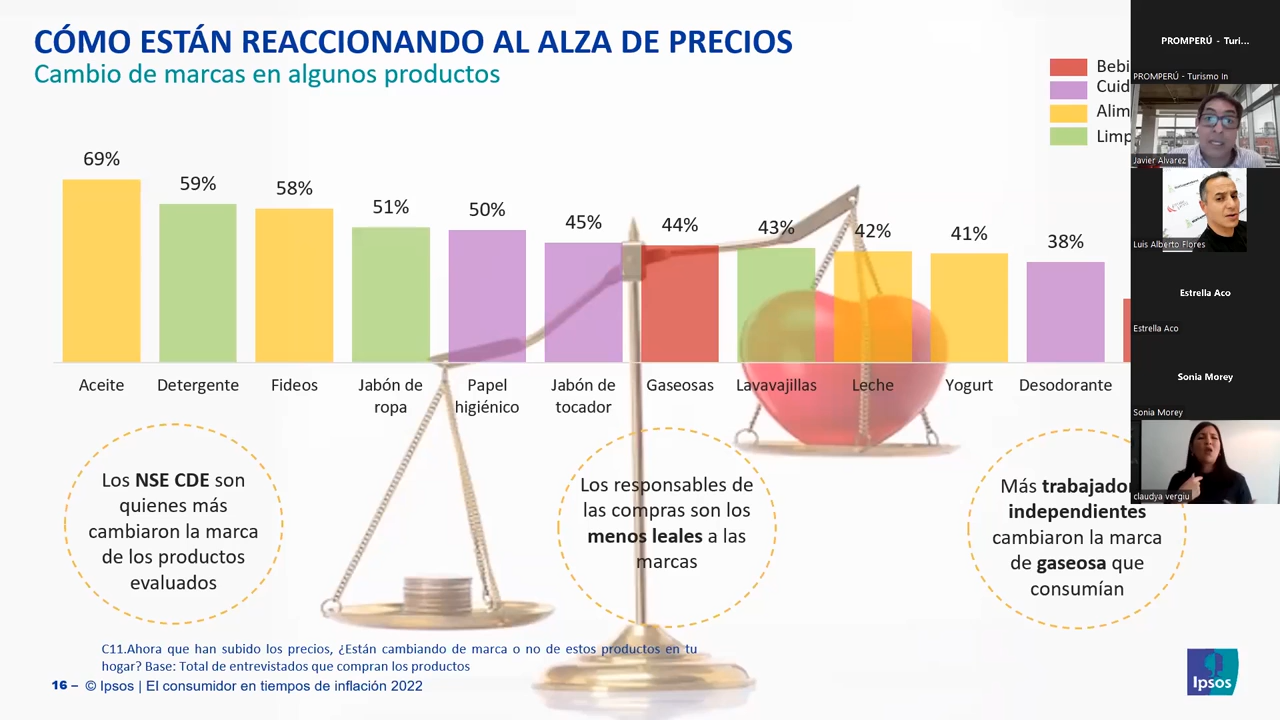 CÓMO ESTÁN REACCIONANDO AL ALZA DE PRECIOS
Cambio de marcas en algunos productos
Bebi
Cuid
Alim
Limp
69%
59%
58%
51%
50%
45%
44%
43%
42%
41%
38%
Aceite
Detergente
Fideos
Jabón de
ropa
Papel
higiénico
Jabón de
tocador
Gaseosas
Lavavajillas
Leche
Yogurt
Desodorante
Los NSE CDE son
quienes más
cambiaron la marca
de los productos
evaluados
Los responsables de
las compras son los
menos leales a las
marcas
Más trabajador
independientes
cambiaron la marca
de gaseosa que
consumían
C11.Ahora que han subido los precios, ¿Están cambiando de marca o no de estos productos en tu
hogar? Base: Total de entrevistados que compran los productos
16 – © Ipsos | El consumidor en tiempos de inflación 2022
Ipsos
PROMPERÚ - Turi...
PROMPERÚ - Turismo In
Javier Alvarez
Luis Alberto Flores
Estrella Aco
Estrella Aco
Sonia Morey
Sonia Morey
claudya vergiu